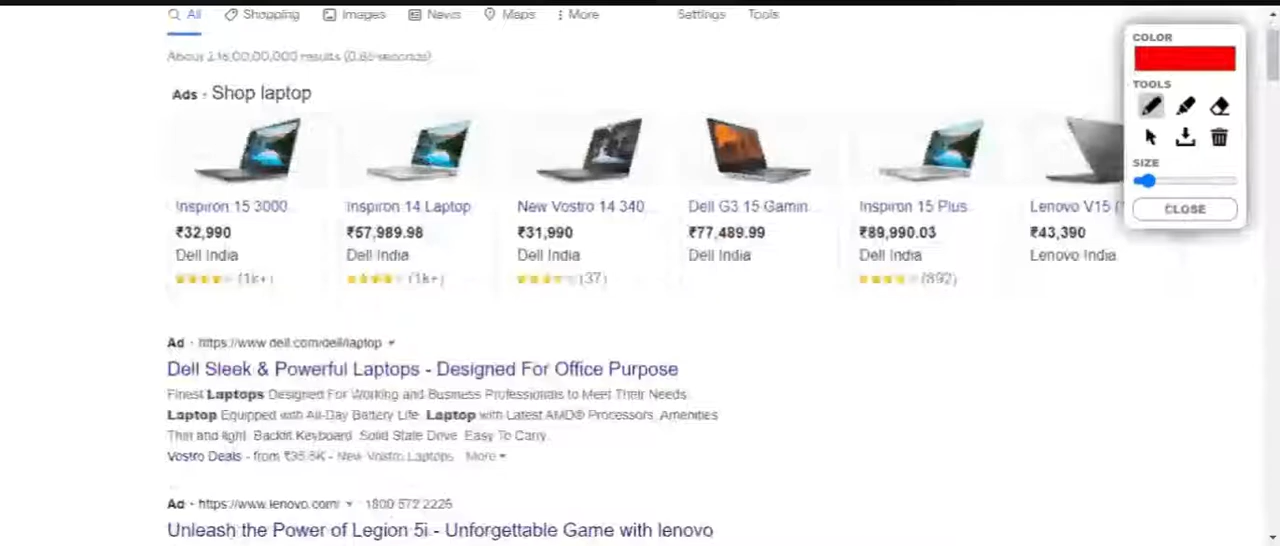 All Shopping Images News Maps More Settings Tools
About results
Ads · Shop laptop
Inspiron 15 3000...
₹32,990
Dell India
(1k+)
Inspiron 14 Laptop
₹57,989.98
Dell India
(1k+)
New Vostro 14 340...
₹31,990
Dell India
(37)
Dell G3 15 Gamin...
₹77,489.99
Dell India
Inspiron 15 Plus
₹89,990.03
Dell India
(892)
Lenovo V15 (
₹43,390
Lenovo India
Ad · https://www.dell.com/dell/laptop
Dell Sleek & Powerful Laptops - Designed For Office Purpose
Finest Laptops Designed For Working and Business Professionals to Meet Their Needs.
Laptop Equipped with All-Day Battery Life. Laptop with Latest AMD® Processors. Amenities:
Thin and light, Backlit Keyboard, Solid State Drive, Easy To Carry.
Vostro Deals - from - New Vostro Laptops · More
Ad · https://www.lenovo.com/ 1800 572 2225
Unleash the Power of Legion 5i - Unforgettable Game with lenovo
COLOR
TOOLS
SIZE
CLOSE